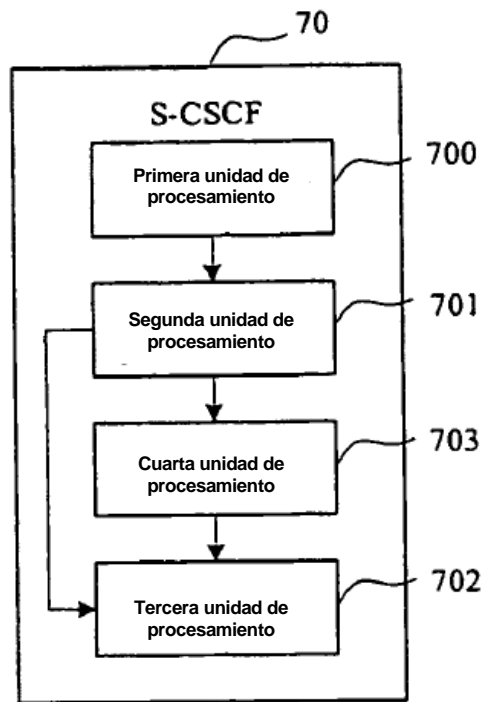 70
S-CSCF
700
Primera unidad de
procesamiento
701
Segunda unidad de
procesamiento
703
Cuarta unidad de
procesamiento
702
Tercera unidad de
procesamiento